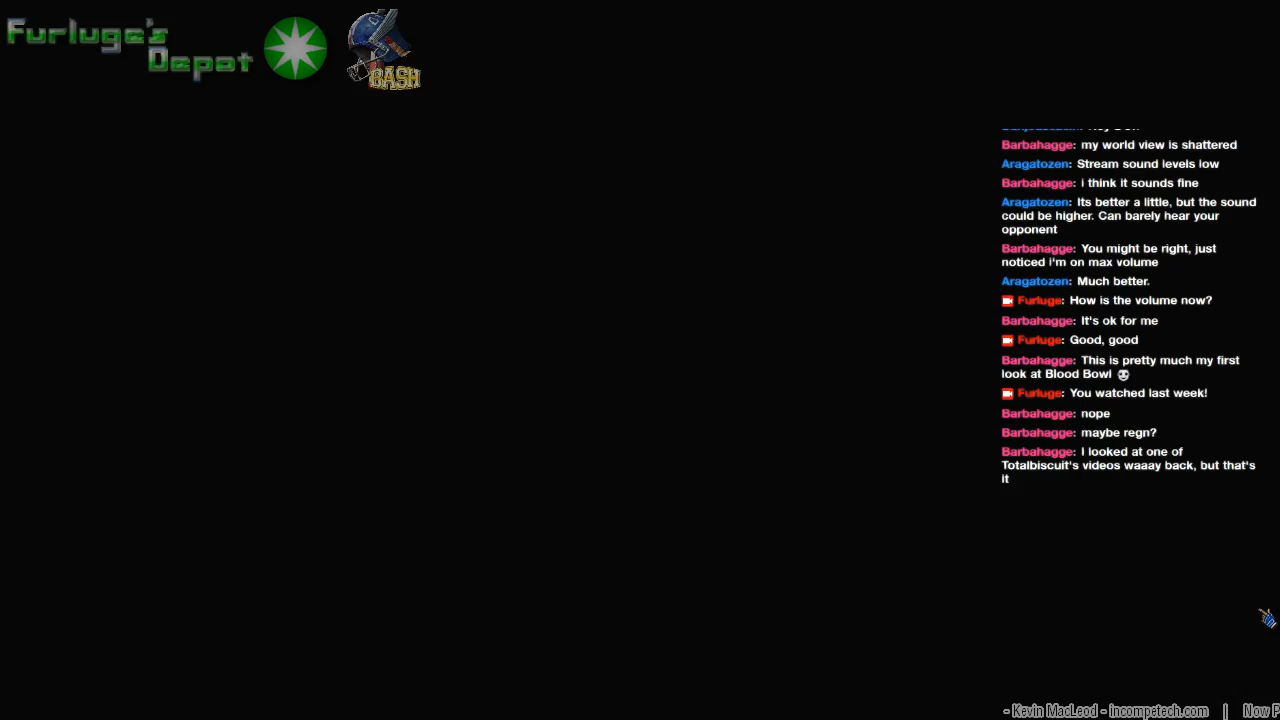 Furluge's
Depot
BASH
Barbahagge: my world view is shattered
Aragatozen: Stream sound levels low
Barbahagge: i think it sounds fine
Aragatozen: Its better a little, but the sound
could be higher. Can barely hear your
opponent
Barbahagge: You might be right, just
noticed i'm on max volume
Aragatozen: Much better.
Furluge: How is the volume now?
Barbahagge: It's ok for me
Furluge: Good, good
Barbahagge: This is pretty much my first
look at Blood Bowl
Furluge: You watched last week!
Barbahagge: nope
Barbahagge: maybe regn?
Barbahagge: I looked at one of
Totalbiscuit's videos waaay back, but that's
it
- Kevin MacLeod - incompetech.com | Now P